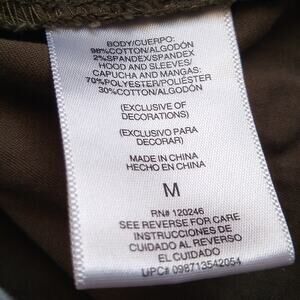 BODY/CUERPO:
98%COTTON/ALGODÓN
2%SPANDEX/SPANDEX
HOOD AND SLEEVES/
CAPUCHA AND MANGAS:
70%POLYESTER/POLIÉSTER
30%COTTON/ALGODÓN
(EXCLUSIVE OF
DECORATIONS)
(EXCLUSIVO PARA
DECORAR)
MADE IN CHINA
HECHO EN CHINA
M
RN# 120246
SEE REVERSE FOR CARE
INSTRUCCIONES DE
CUIDADO AL REVERSO
EL CUIDADO
UPC# 098713542054